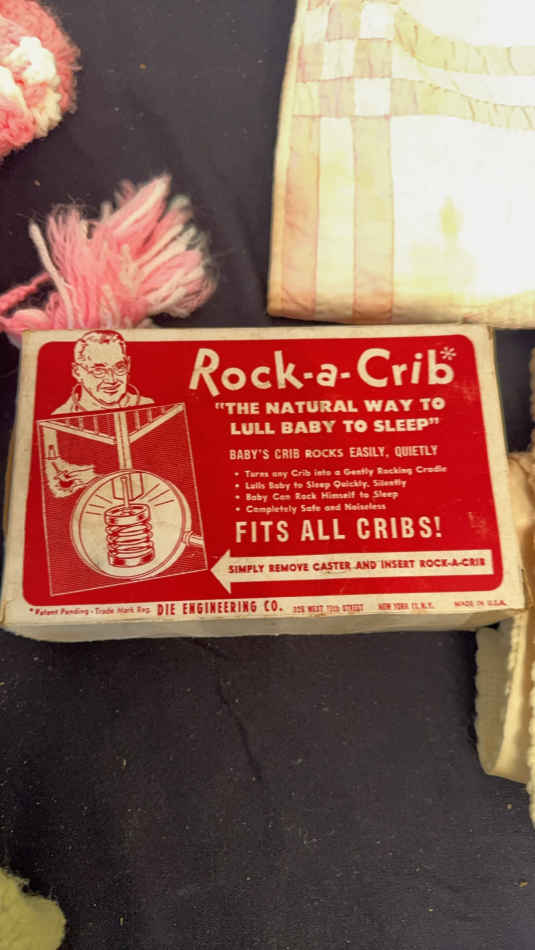 Rock-a-Crib*
"THE NATURAL WAY TO
LULL BABY TO SLEEP"
BABY'S CRIB ROCKS EASILY, QUIETLY
• Turns any Crib into a Gently Rocking Cradle
• Lulls Baby to Sleep Quickly, Silently
• Baby Can Rock Himself to Sleep
• Completely Safe and Noiseless
FITS ALL CRIBS!
SIMPLY REMOVE CASTER AND INSERT ROCK-A-CRIB
*Patent Pending - Trade Mark Reg. DIE ENGINEERING CO. WEST STREET NEW YORK N.Y. MADE IN U.S.A.